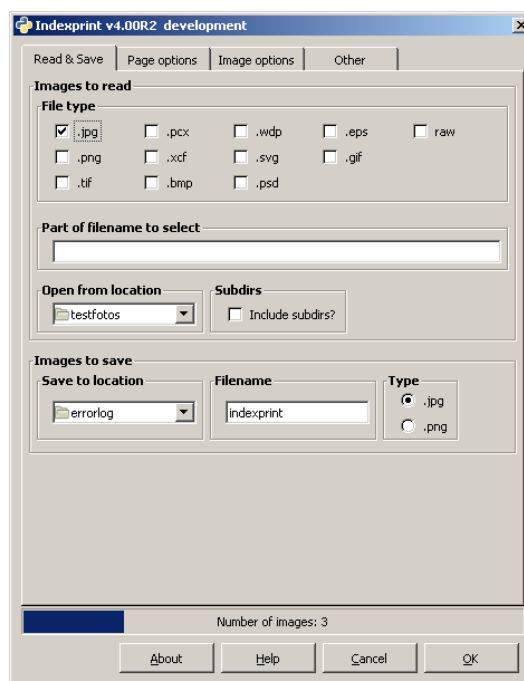 Indexprint v4.00R2 development
Read & Save Page options Image options Other
Images to read
File type
.jpg .pcx .wdp .eps raw
.png .xcf .svg .gif
.tif .bmp .psd
Part of filename to select
Open from location Subdirs
testfotos Include subdirs?
Images to save
Save to location Filename Type
.jpg
errorlog indexprint
.png
Number of images: 3
About Help Cancel OK